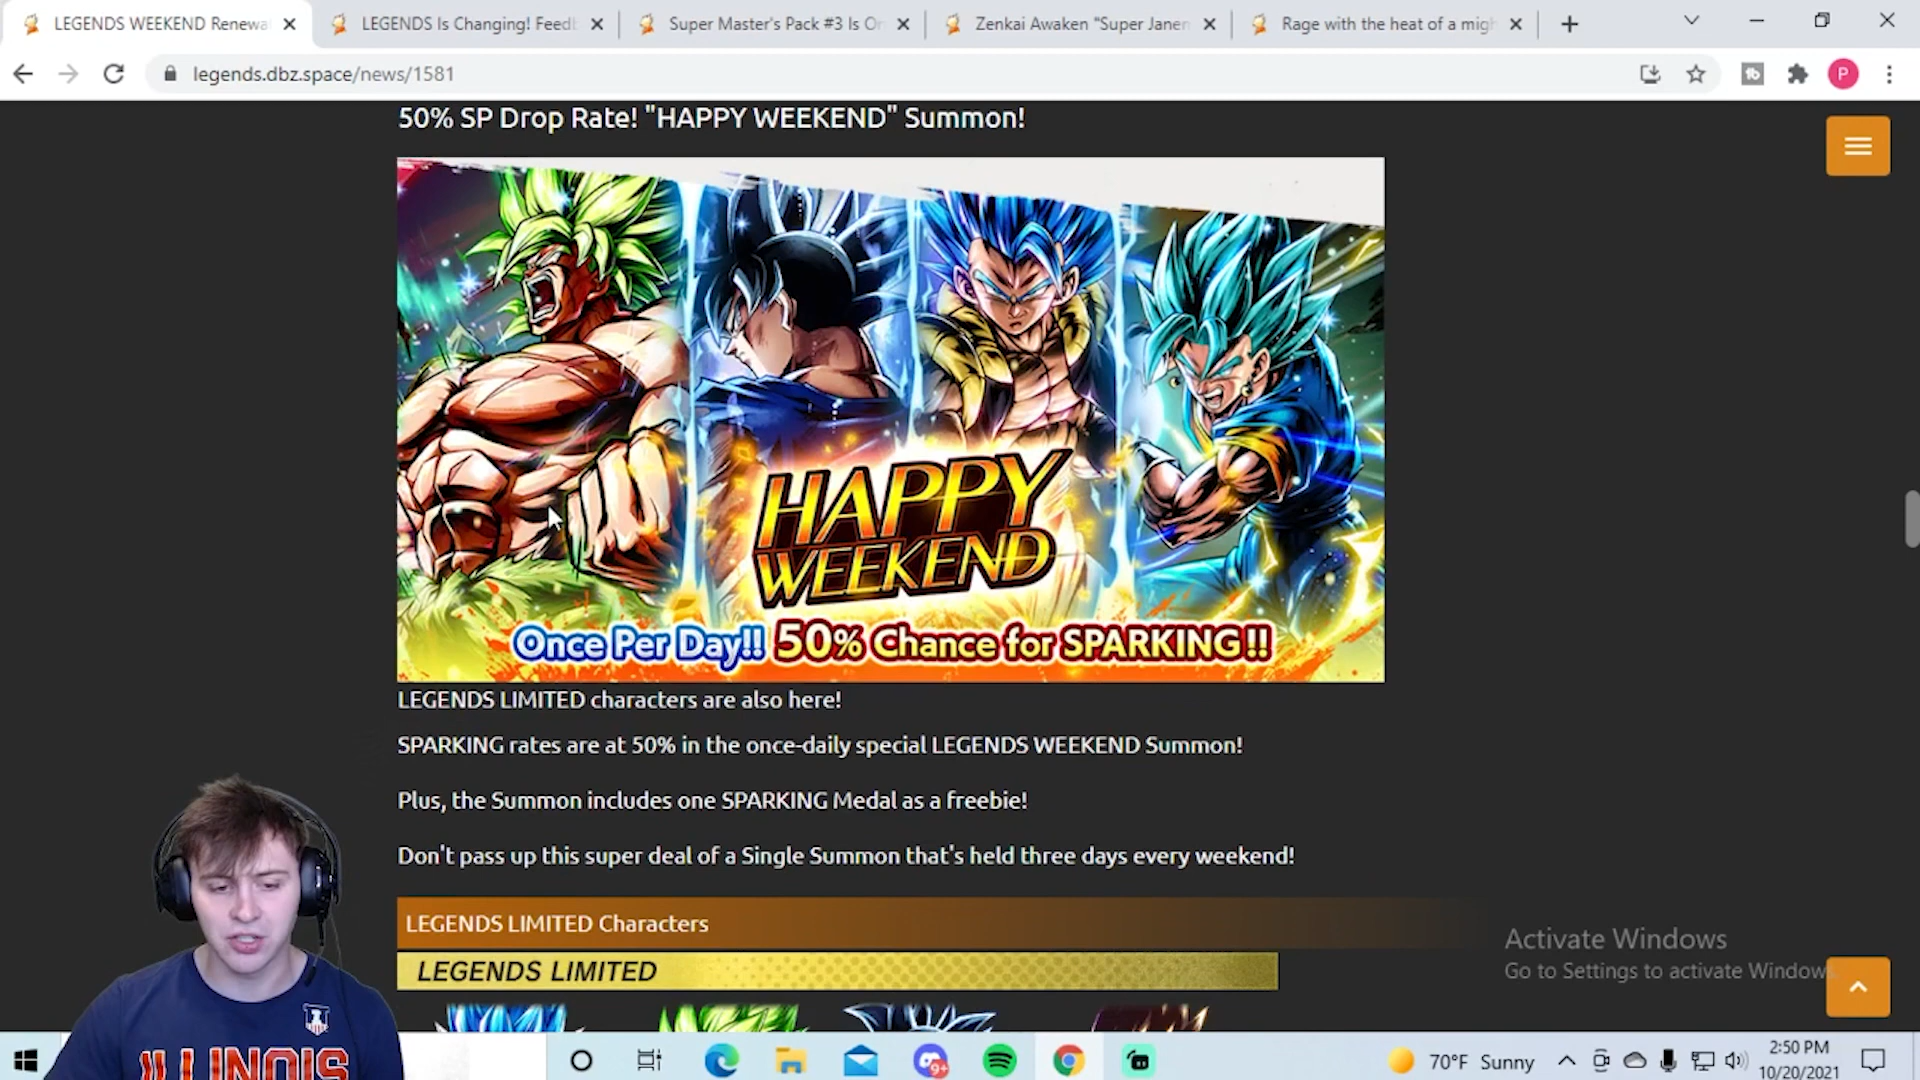 LEGENDS WEEKEND Renewa
LEGENDS Is Changing! Feedb
Super Master's Pack #3 Is On
Zenkai Awaken "Super Janen
Rage with the heat of a migh
legends.dbz.space/news/1581
P
50% SP Drop Rate! "HAPPY WEEKEND" Summon!
HAPPY
WEEKEND
Once Per Day!! 50% Chance for SPARKING!!
LEGENDS LIMITED characters are also here!
SPARKING rates are at 50% in the once-daily special LEGENDS WEEKEND Summon!
Plus, the Summon includes one SPARKING Medal as a freebie!
Don't pass up this super deal of a Single Summon that's held three days every weekend!
LEGENDS LIMITED Characters
LEGENDS LIMITED
Activate Windows
Go to Settings to activate Windows.
ILLINOIS
9+
70°F Sunny
2:50 PM
10/20/2021